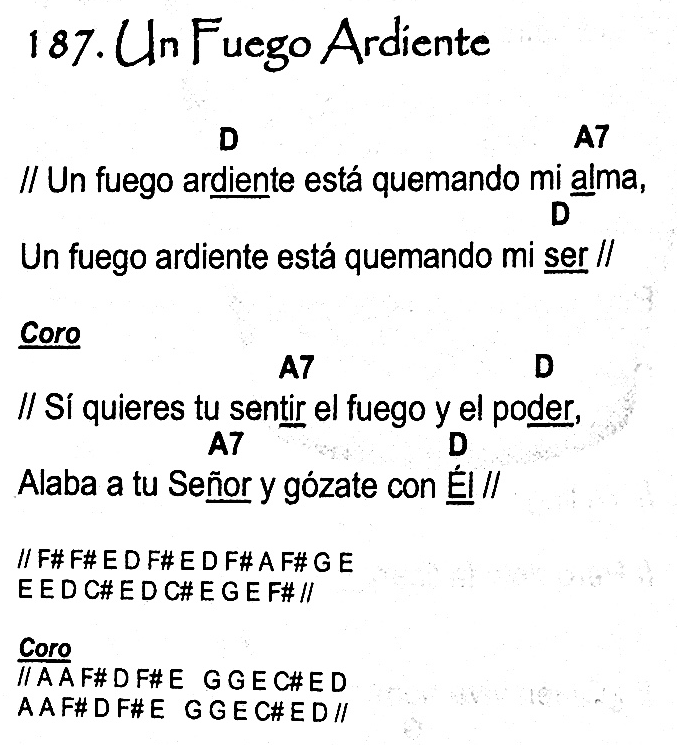 187. Un Fuego Ardiente
D A7
// Un fuego ardiente está quemando mi alma,
D
Un fuego ardiente está quemando mi ser //
Coro
A7 D
// Sí quieres tu sentir el fuego y el poder,
A7 D
Alaba a tu Señor y gózate con Él //
// F# F# E D F# E D F# A F# G E
E E D C# E D C# E G E F# //
Coro
// A A F# D F# E G G E C# E D
A A F# D F# E G G E C# E D //